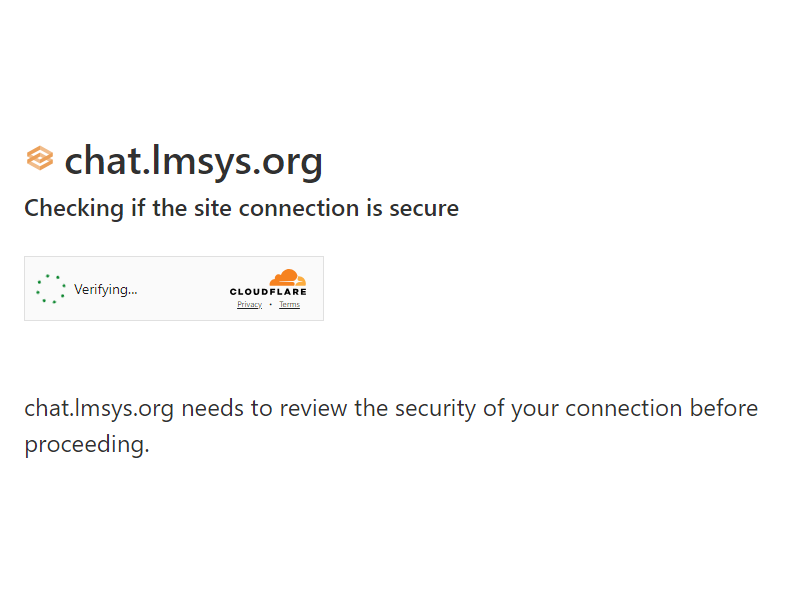 chat.lmsys.org
Checking if the site connection is secure
Verifying...
CLOUDFLARE
Privacy • Terms
chat.lmsys.org needs to review the security of your connection before
proceeding.